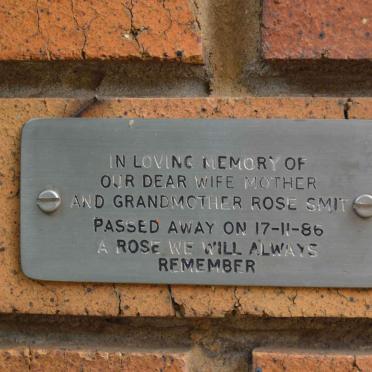 IN LOVING MEMORY OF
OUR DEAR WIFE MOTHER
AND GRANDMOTHER ROSE SMIT
PASSED AWAY ON 17-11-86
A ROSE WE WILL ALWAYS
REMEMBER